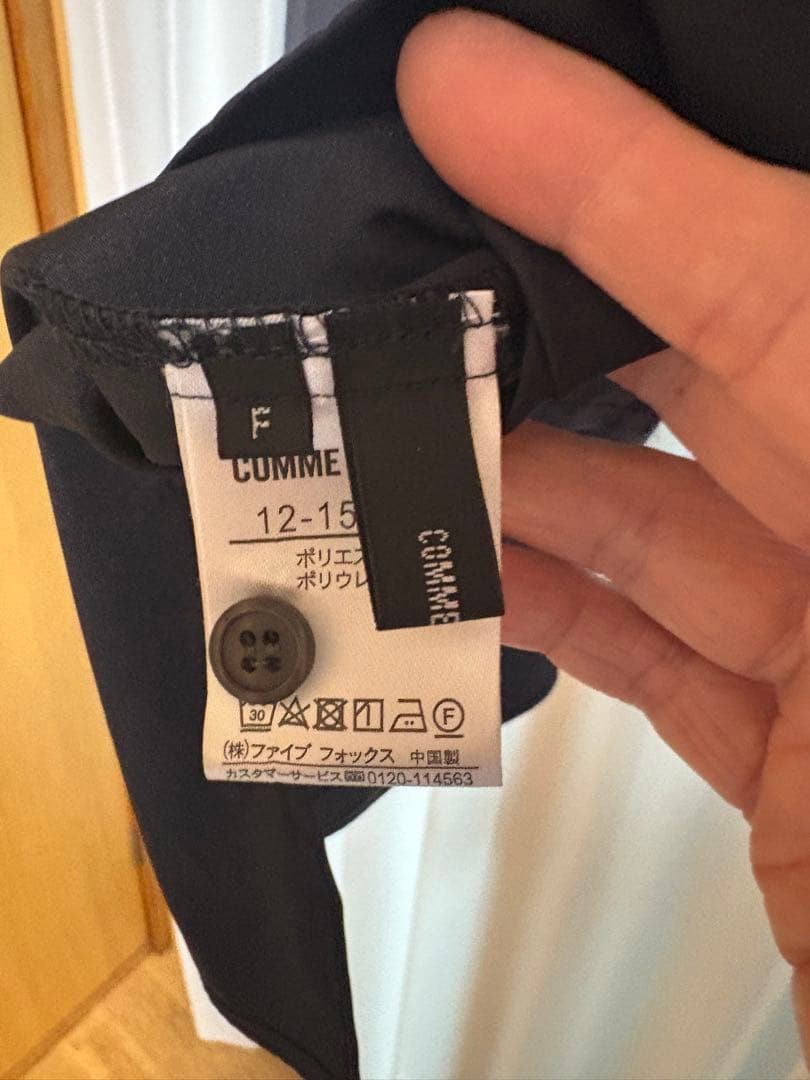 F
COMME
12-15
ポリエス
ポリウレ
COMME
30
F
(株)ファイブ フォックス 中国製
カスタマーサービス 0120-114563